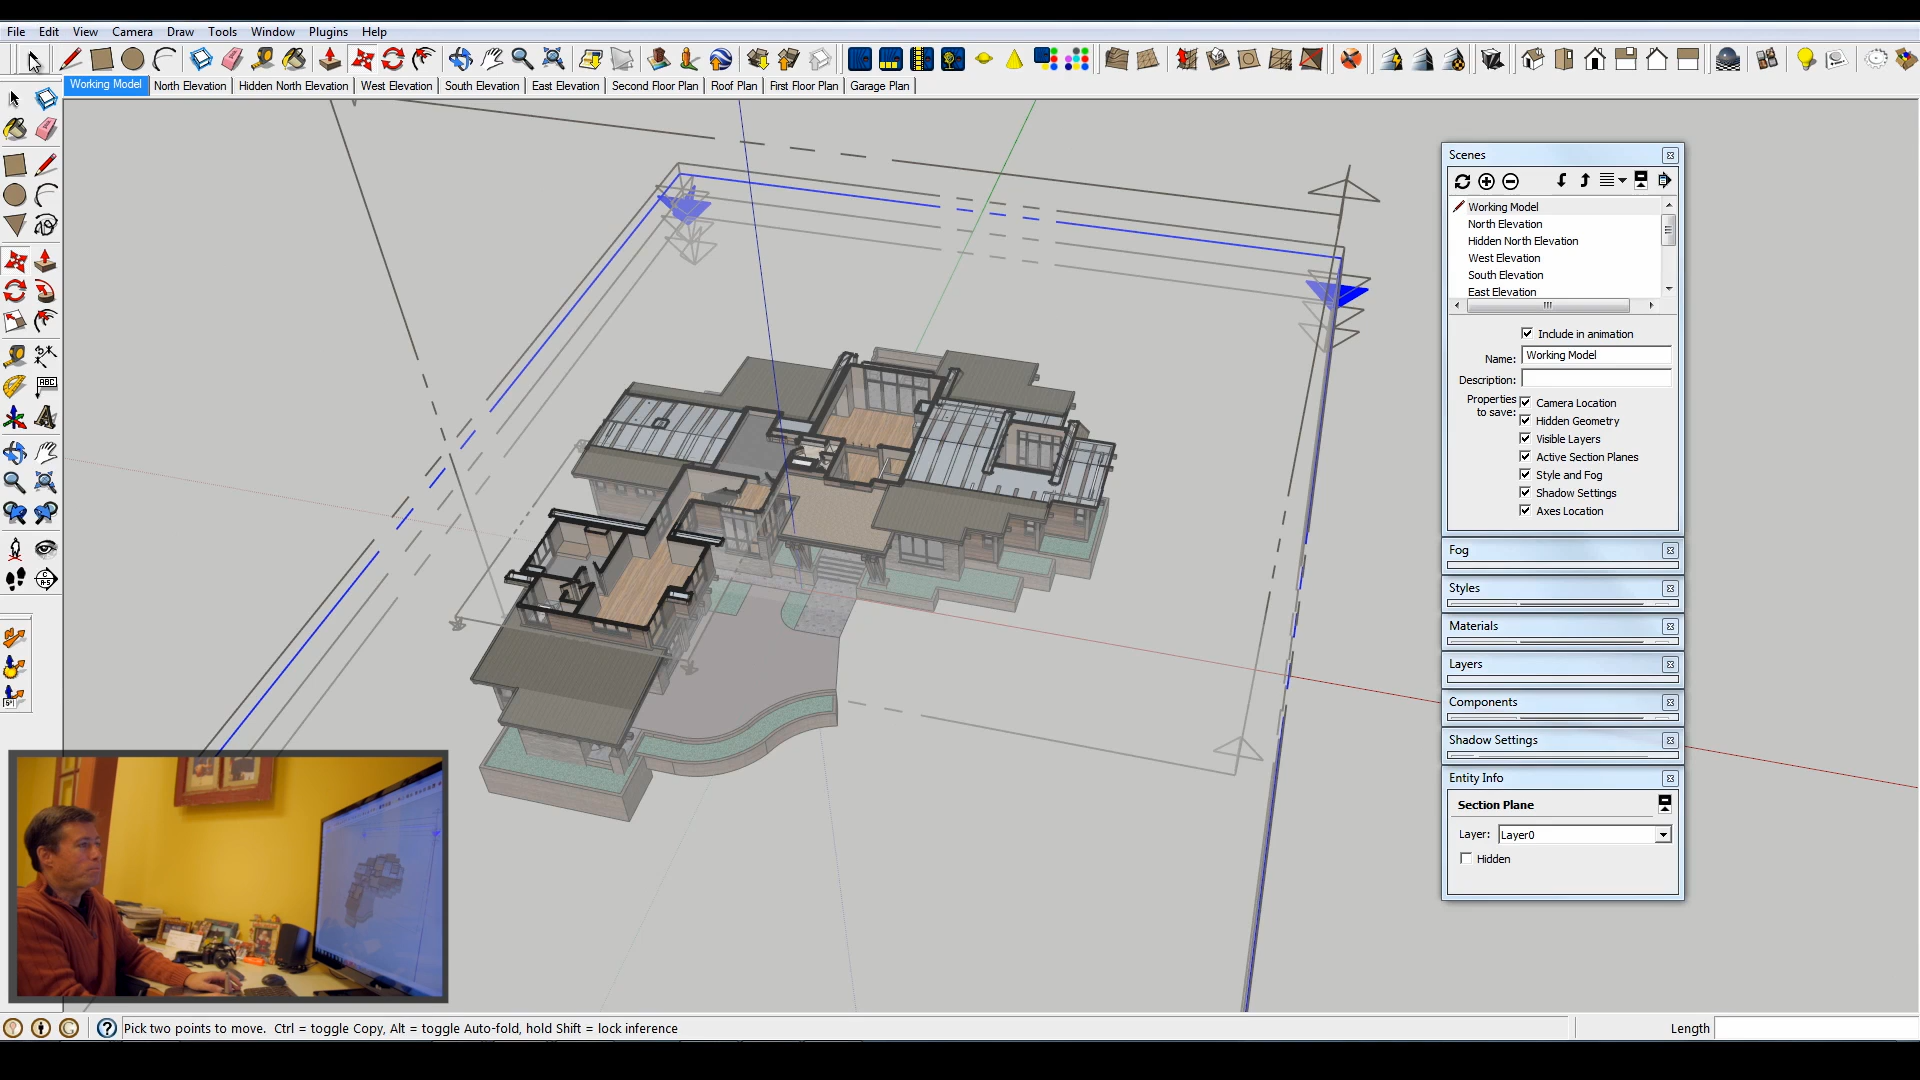 File Edit View Camera Draw Tools Window Plugins Help
Working Model North Elevation Hidden North Elevation West Elevation South Elevation East Elevation Second Floor Plan Roof Plan First Floor Plan Garage Plan
ABC
A
Scenes
Working Model
North Elevation
Hidden North Elevation
West Elevation
South Elevation
East Elevation
Include in animation
Name: Working Model
Description:
Properties to save:
Camera Location
Hidden Geometry
Visible Layers
Active Section Planes
Style and Fog
Shadow Settings
Axes Location
Fog
Styles
Materials
Layers
Components
Shadow Settings
Entity Info
Section Plane
Layer: Layer0
Hidden
Pick two points to move. Ctrl = toggle Copy, Alt = toggle Auto-fold, hold Shift = lock inference
Length